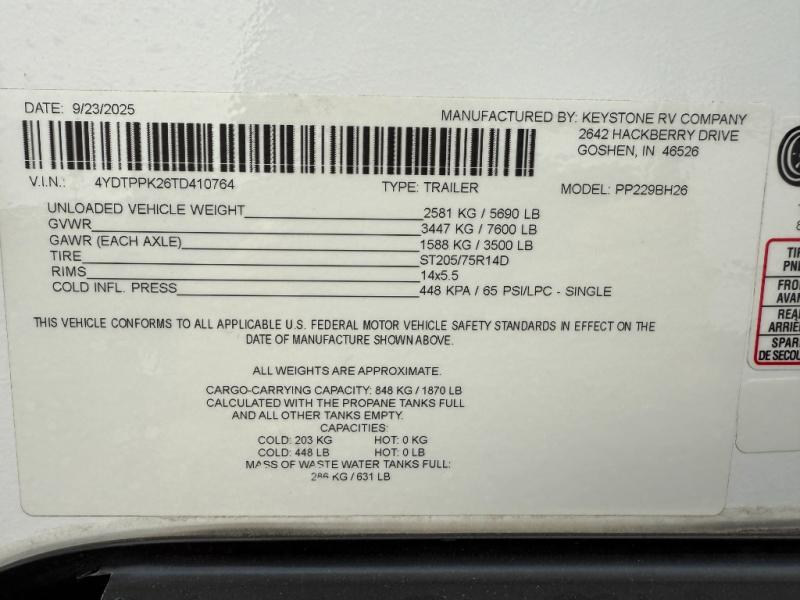 DATE: 9/23/2025
MANUFACTURED BY: KEYSTONE RV COMPANY
2642 HACKBERRY DRIVE
GOSHEN, IN 46526
V.I.N.: 4YDTPPK26TD410764 TYPE: TRAILER MODEL: PP229BH26
UNLOADED VEHICLE WEIGHT 2581 KG / 5690 LB
GVWR 3447 KG / 7600 LB
GAWR (EACH AXLE) 1588 KG / 3500 LB
TIRE ST205/75R14D
RIMS 14x5.5
COLD INFL. PRESS 448 KPA / 65 PSI/LPC - SINGLE
THIS VEHICLE CONFORMS TO ALL APPLICABLE U.S. FEDERAL MOTOR VEHICLE SAFETY STANDARDS IN EFFECT ON THE
DATE OF MANUFACTURE SHOWN ABOVE.
ALL WEIGHTS ARE APPROXIMATE.
CARGO-CARRYING CAPACITY: 848 KG / 1870 LB
CALCULATED WITH THE PROPANE TANKS FULL
AND ALL OTHER TANKS EMPTY.
CAPACITIES:
COLD: 203 KG HOT: 0 KG
COLD: 448 LB HOT: 0 LB
MASS OF WASTE WATER TANKS FULL:
286 KG / 631 LB
TI
PN
FRO
AVAN
REA
ARRIÈ
SPAR
DE SECOU